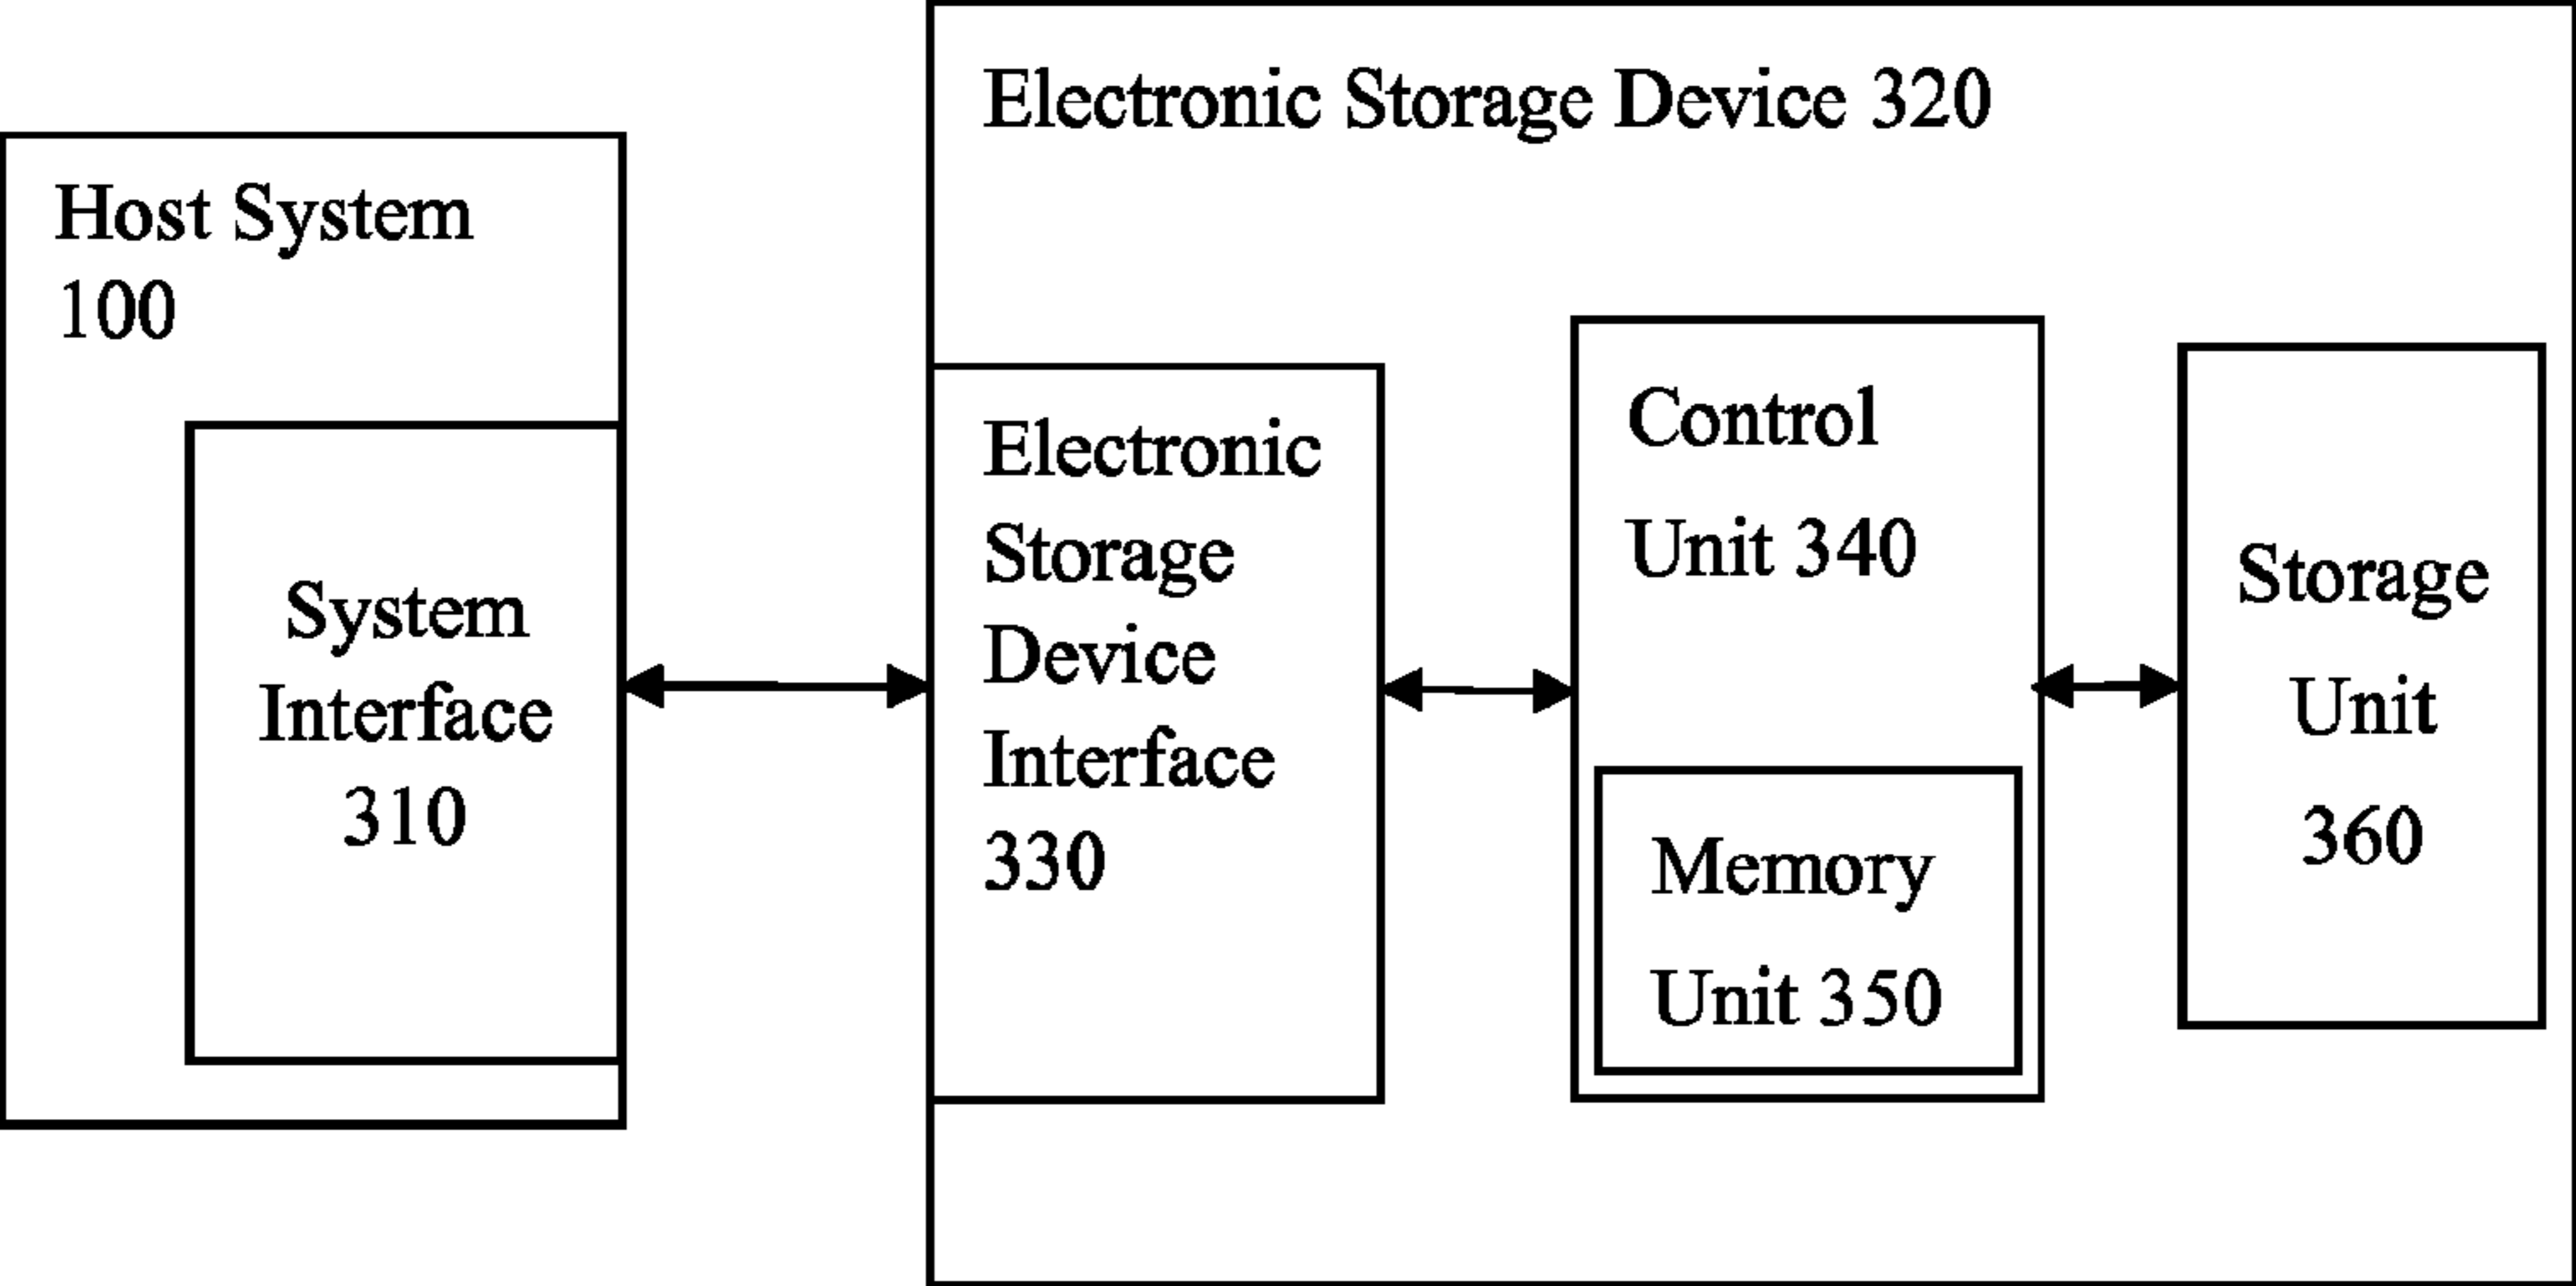 Electronic Storage Device 320
Host System
100
System
Interface
310
Electronic
Storage
Device
Interface
330
Control
Unit 340
Memory
Unit 350
Storage
Unit
360